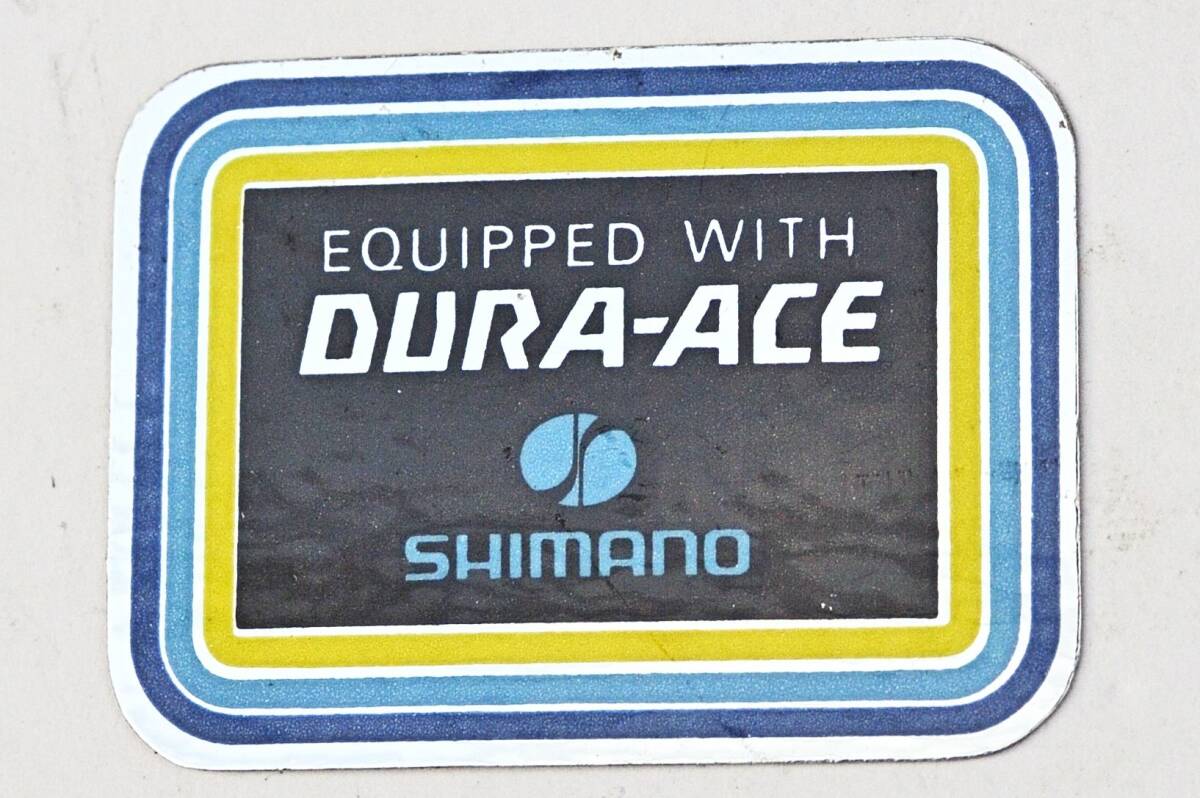 EQUIPPED WITH
DURA-ACE
SHIMANO